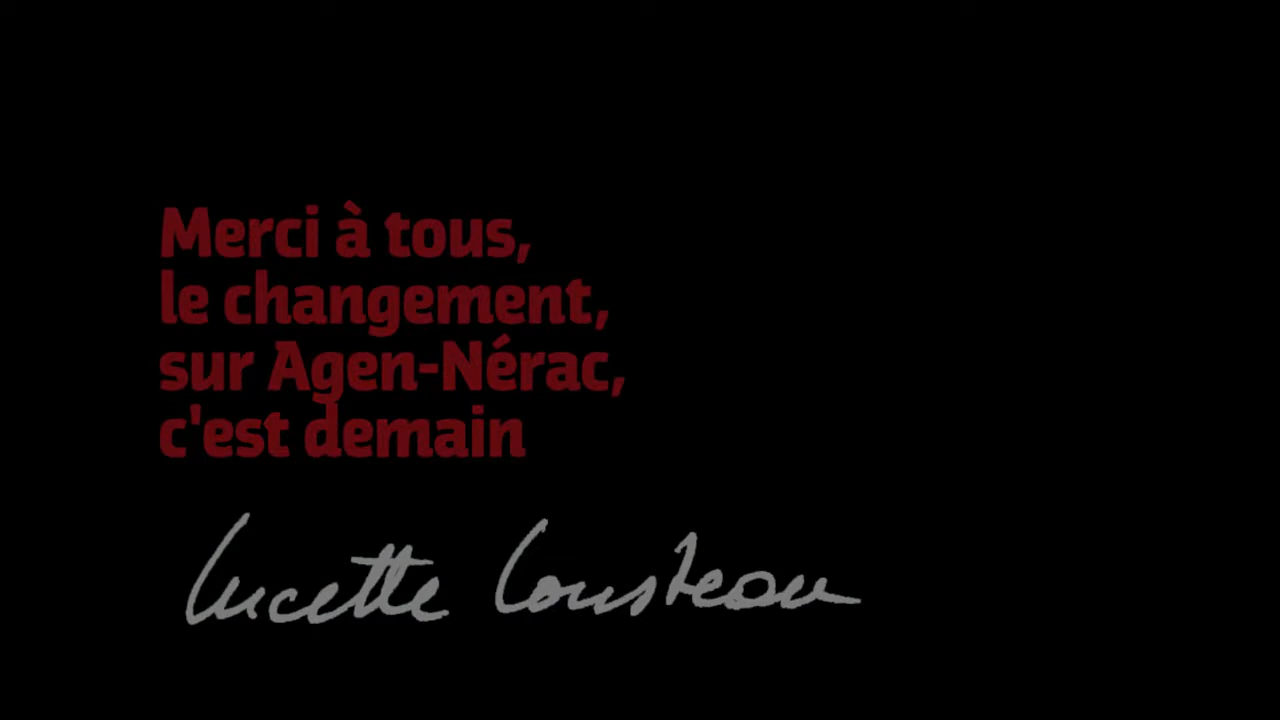 Merci à tous,
le changement,
sur Agen-Nérac,
c'est demain
Lucette Lousteau